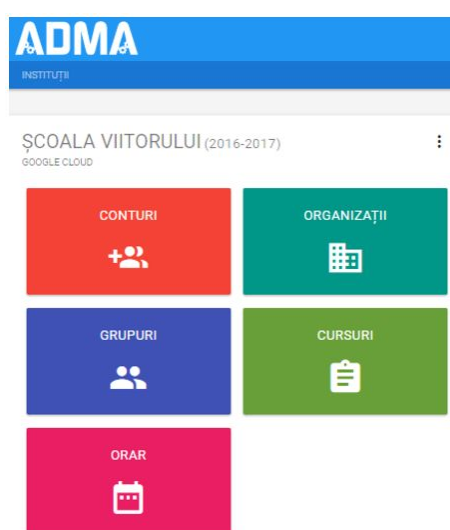 ADMA
INSTITUȚII
ȘCOALA VIITORULUI (2016-2017)
GOOGLE CLOUD
CONTURI
ORGANIZAȚII
GRUPURI
CURSURI
ORAR